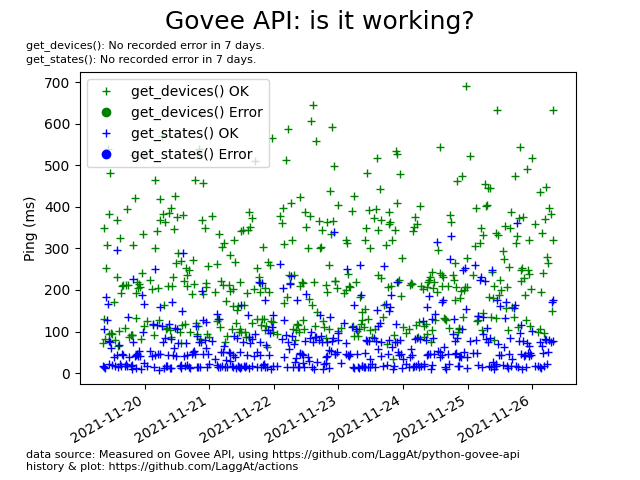 Govee API: is it working?
get_devices(): No recorded error in 7 days.
get_states(): No recorded error in 7 days.
700
600
500
400
300
200
100
0
Ping (ms)
get_devices() OK
get_devices() Error
get_states() OK
get_states() Error
2021-11-20
2021-11-21
2021-11-22
2021-11-23
2021-11-24
2021-11-25
2021-11-26
data source: Measured on Govee API, using https://github.com/LaggAt/python-govee-api
history & plot: https://github.com/LaggAt/actions